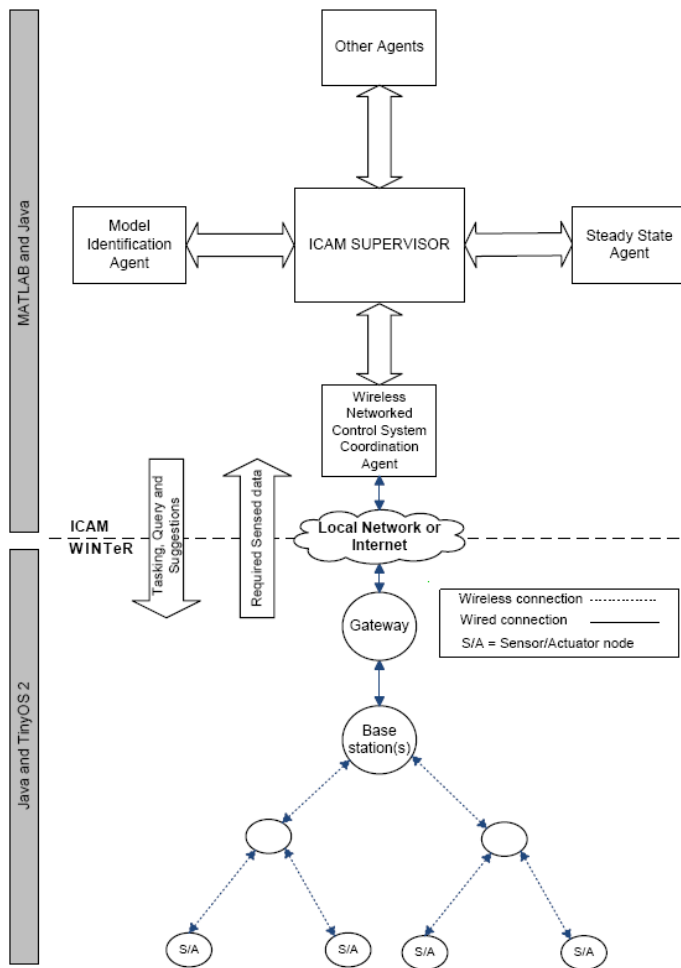 Other Agents
MATLAB and Java
Model
Identification
Agent
ICAM SUPERVISOR
Steady State
Agent
Wireless
Networked
Control System
Coordination
Agent
Tasking, Query and
Suggestions
Required Sensed data
ICAM
WINTeR
Local Network or
Internet
Gateway
Wireless connection
Wired connection
S/A = Sensor/Actuator node
Java and TinyOS 2
Base
station(s)
S/A
S/A
S/A
S/A